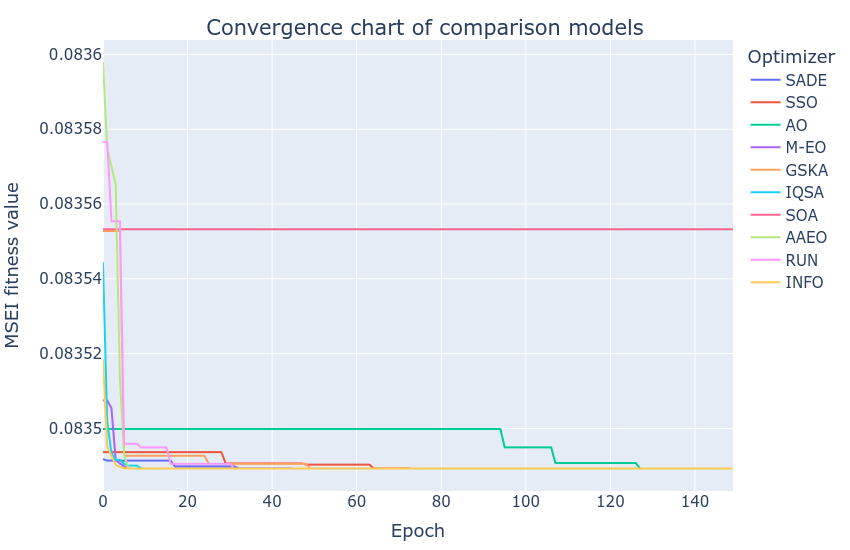 Convergence chart of comparison models
MSEI fitness value
0.0836
0.08358
0.08356
0.08354
0.08352
0.0835
0
20
40
60
80
100
120
140
Epoch
Optimizer
SADE
SSO
AO
M-EO
GSKA
IQSA
SOA
AAEO
RUN
INFO